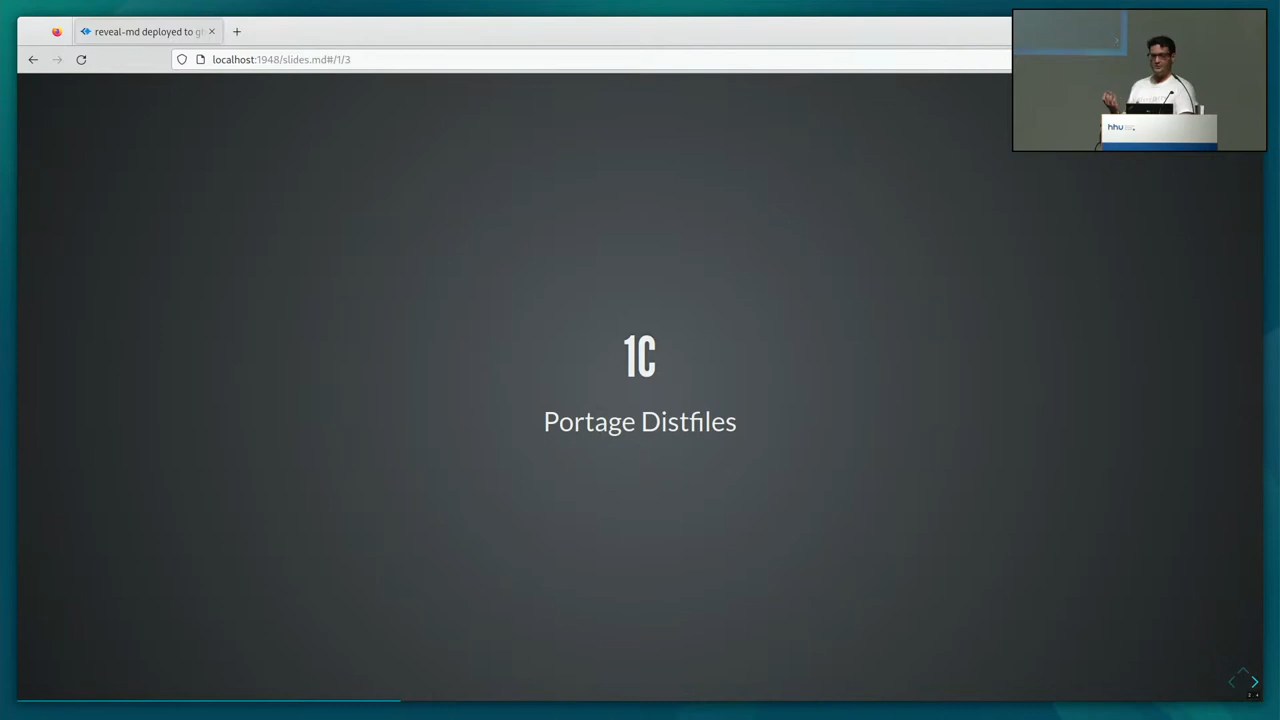 reveal-md deployed to g
localhost:1948/slides.md#/1/3
hhu
1C
Portage Distfiles